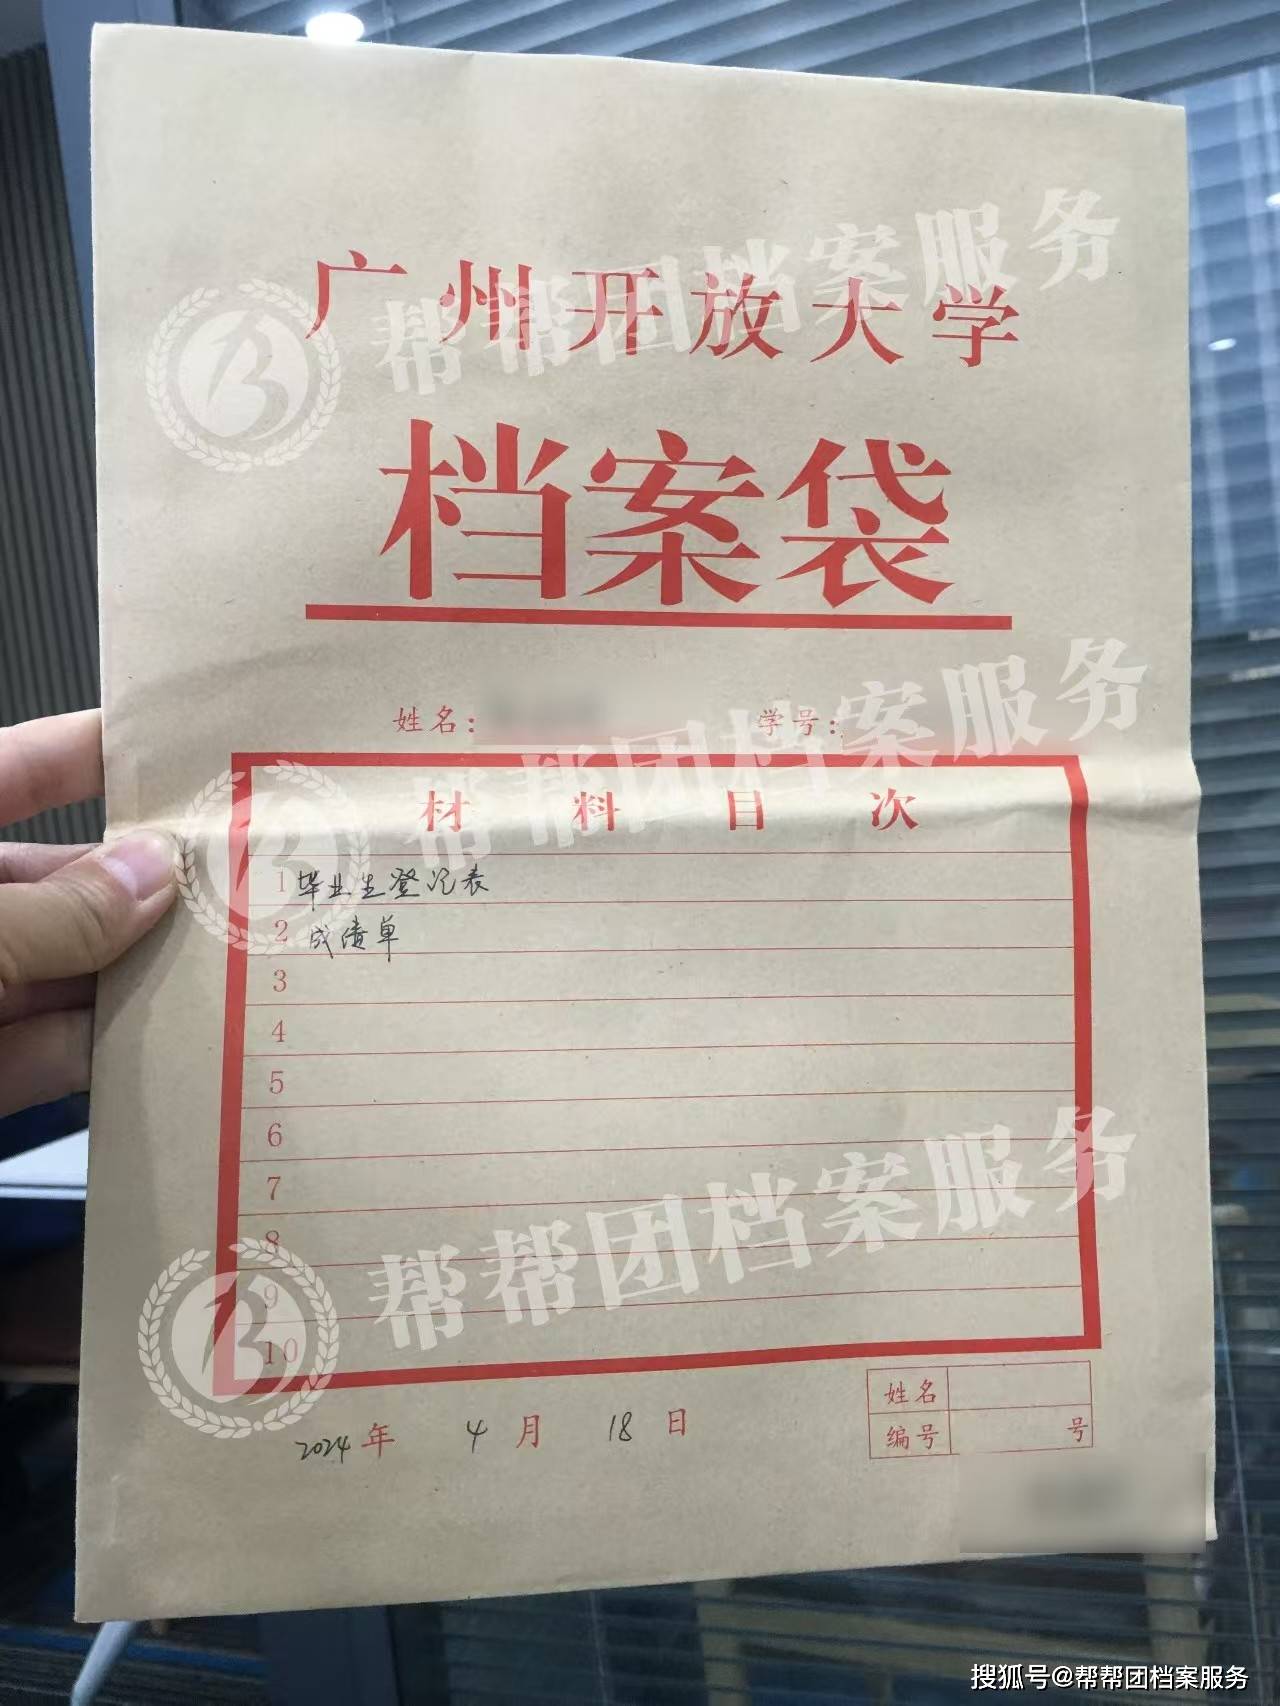 广州开放大学
档案袋
姓名： 学号：
材料目次
1 毕业生登记表
2 成绩单
3
4
5
6
7
8
9
10
2024年 4月 18日
姓名
编号 号
帮帮团档案服务
帮帮团档案服务
帮帮团档案服务
搜狐号@帮帮团档案服务